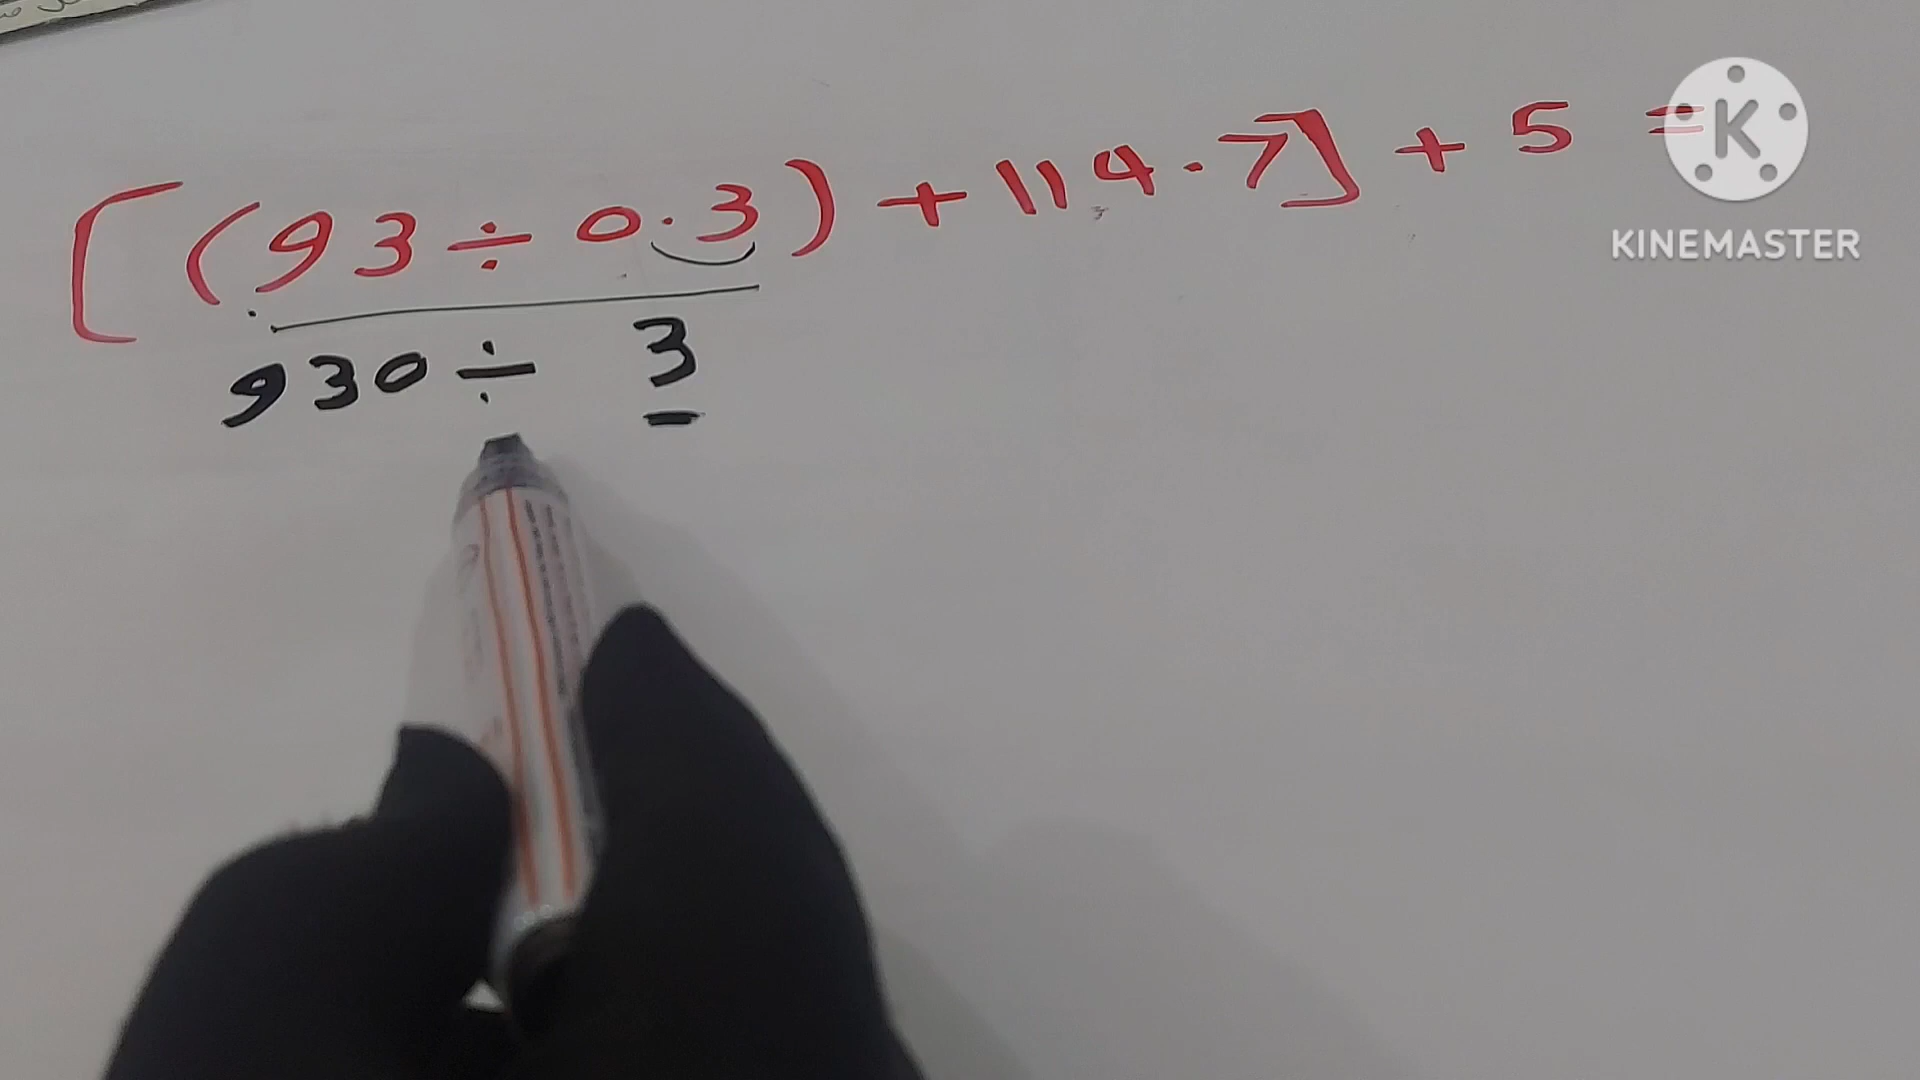 [(93 ÷ 0.3) + 114.7] + 5 =
930 ÷ 3
K
KINEMASTER